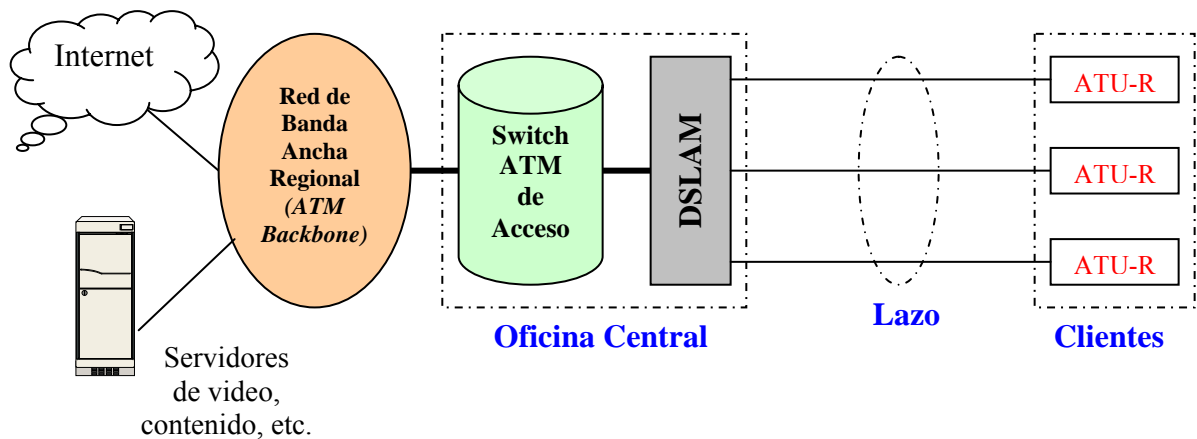 Internet
Red de
Banda
Ancha
Regional
(ATM
Backbone)
Switch
ATM
de
Acceso
DSLAM
ATU-R
ATU-R
ATU-R
Oficina Central
Lazo
Clientes
Servidores
de video,
contenido, etc.